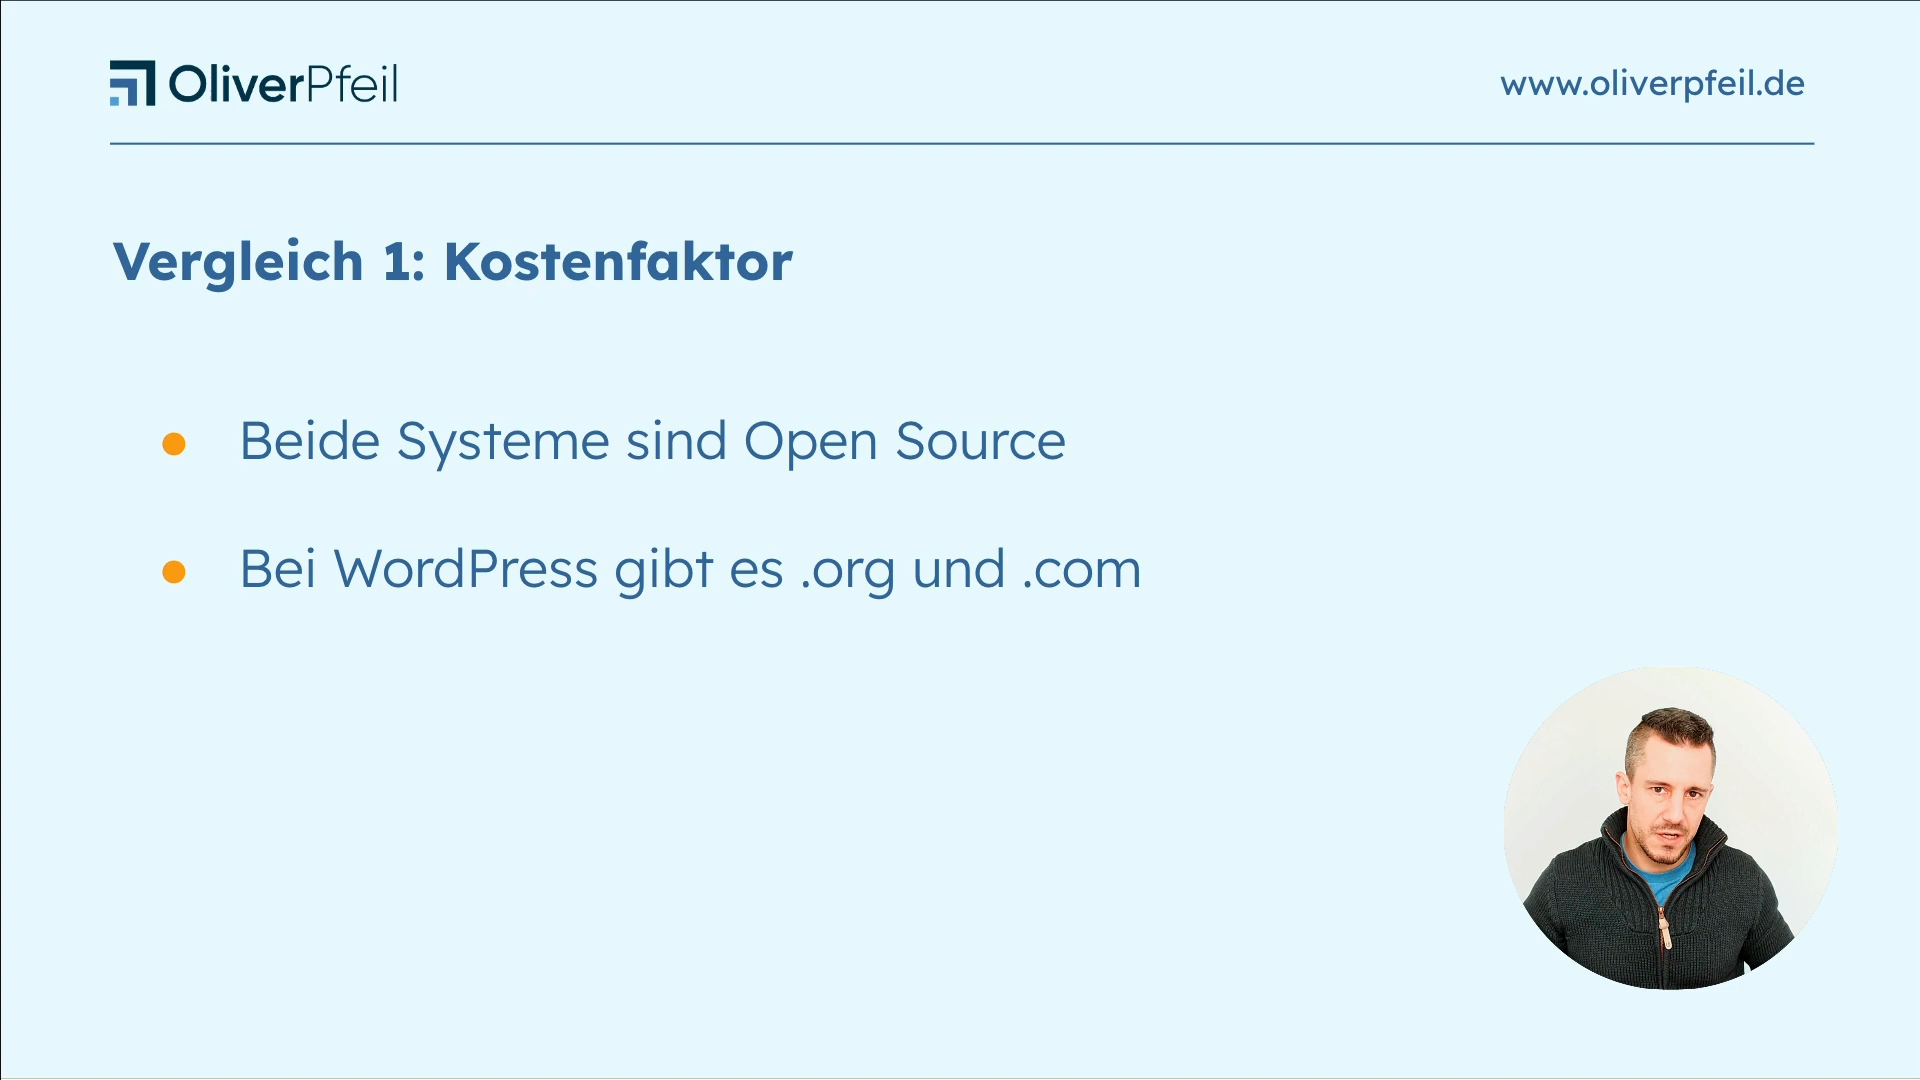 OliverPfeil
www.oliverpfeil.de
Vergleich 1: Kostenfaktor
Beide Systeme sind Open Source
Bei WordPress gibt es .org und .com